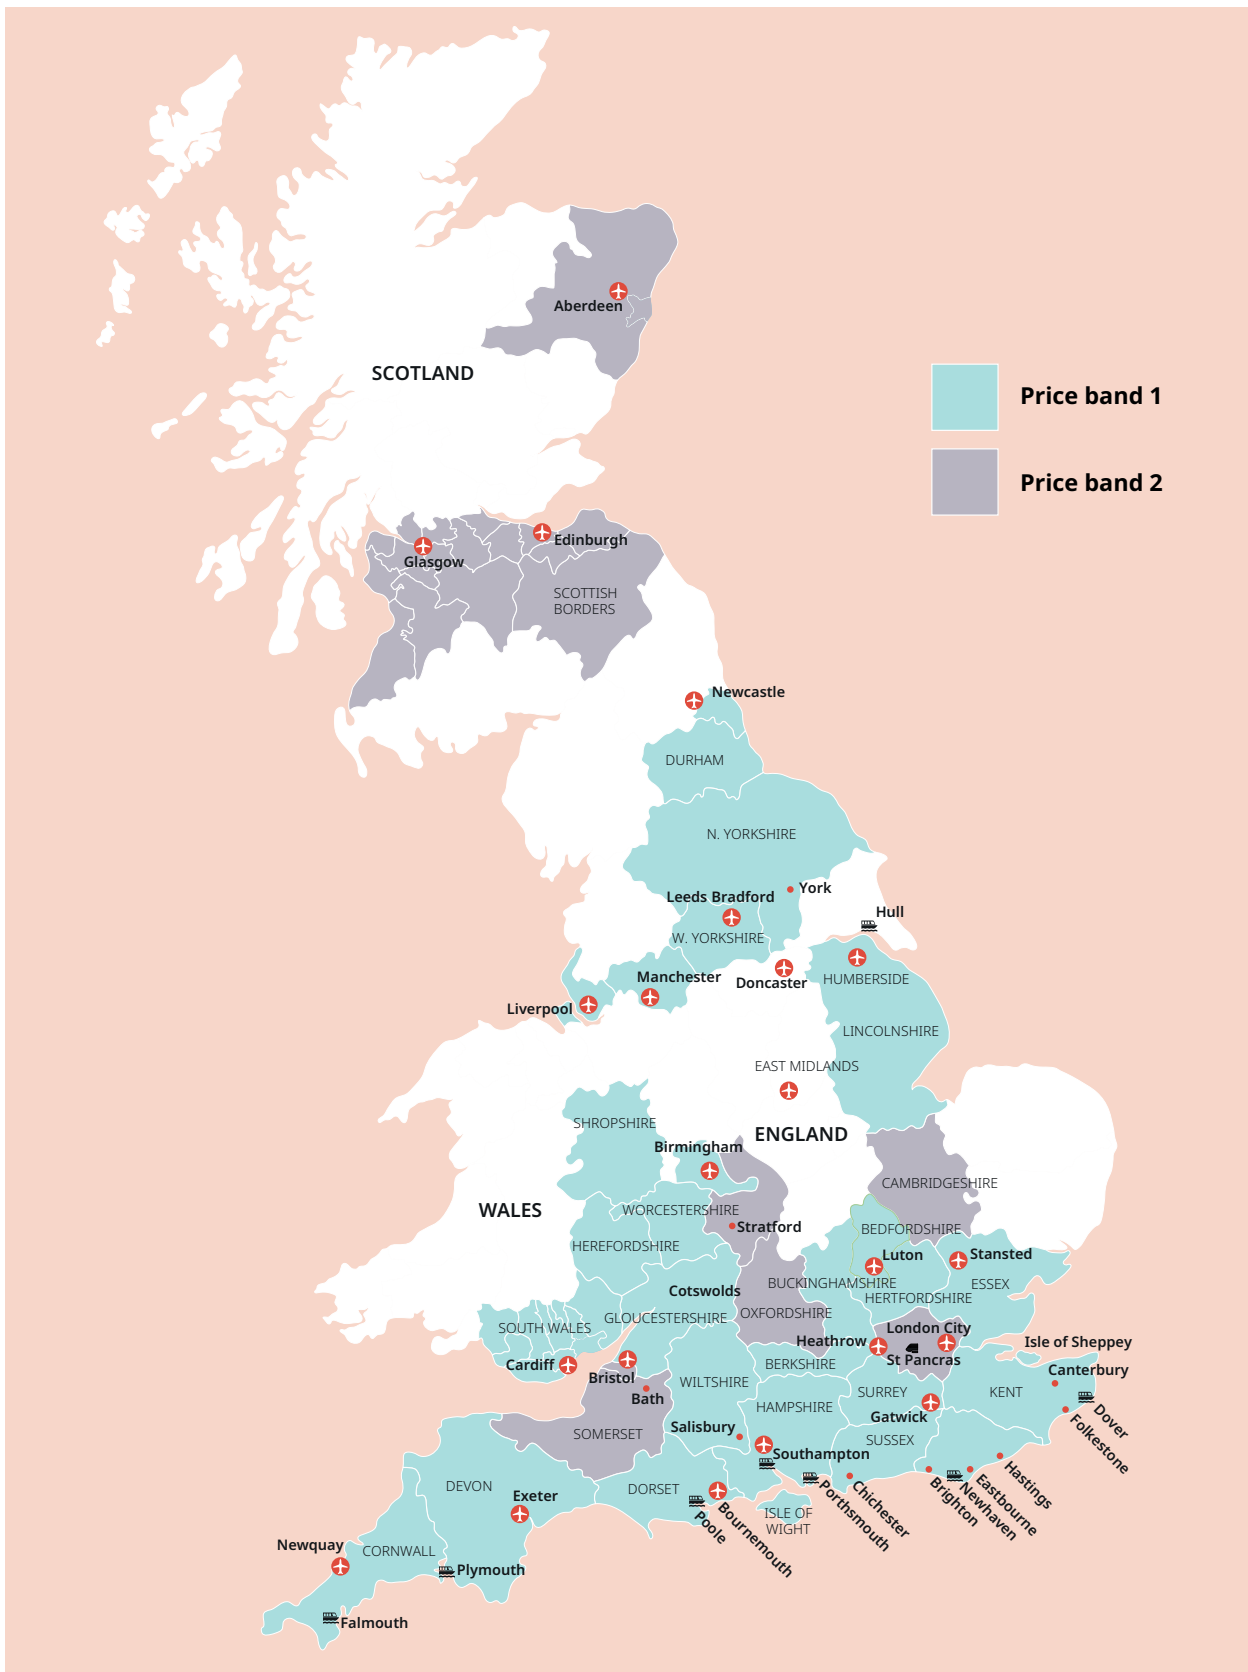 Aberdeen
SCOTLAND
Price band 1
Price band 2
Edinburgh
Glasgow
SCOTTISH
BORDERS
Newcastle
DURHAM
N. YORKSHIRE
York
Leeds Bradford
Hull
W. YORKSHIRE
Manchester
Doncaster
HUMBERSIDE
Liverpool
LINCOLNSHIRE
EAST MIDLANDS
SHROPSHIRE
ENGLAND
Birmingham
CAMBRIDGESHIRE
WALES
WORCESTERSHIRE
Stratford
BEDFORDSHIRE
HEREFORDSHIRE
Luton
Stansted
BUCKINGHAMSHIRE
ESSEX
Cotswolds
HERTFORDSHIRE
OXFORDSHIRE
GLOUCESTERSHIRE
SOUTH WALES
London City
Heathrow
Isle of Sheppey
St Pancras
Cardiff
BERKSHIRE
Canterbury
Bristol
WILTSHIRE
SURREY
KENT
Bath
HAMPSHIRE
Gatwick
Dover
Folkestone
Salisbury
SOMERSET
SUSSEX
Southampton
Hastings
DEVON
DORSET
Eastbourne
Newhaven
Brighton
Chichester
Porthsmouth
Exeter
Poole
Bournemouth
ISLE OF
WIGHT
Newquay
CORNWALL
Plymouth
Falmouth